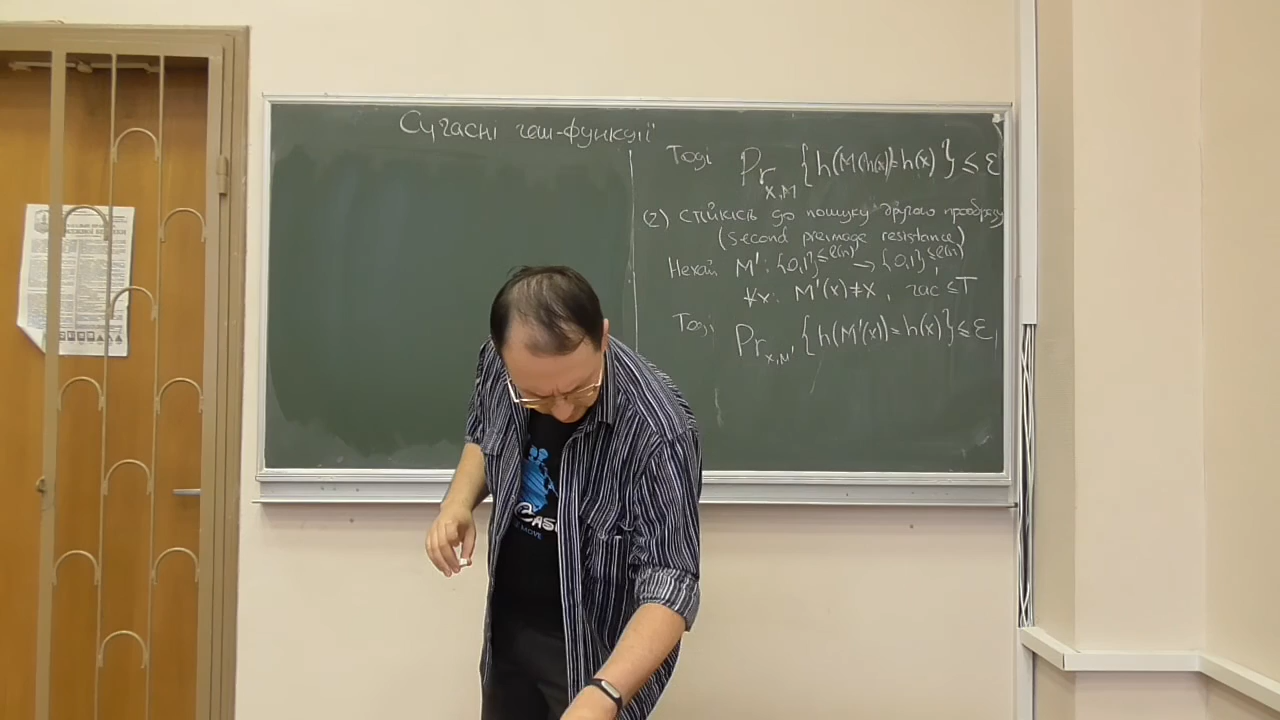 Сучасні геш-функції
Тоді Pr_{x,M} {h(M(h(x))=h(x)} ≤ ε
(2) стійкість до пошуку другого прообразу
(second preimage resistance)
Нехай M' : {0,1}^{≤ℓ(n)} → {0,1}^{≤ℓ(n)},
∀x: M'(x)≠x, час ≤T
Тоді Pr_{x,M'} {h(M'(x))=h(x)} ≤ ε,
MOVE